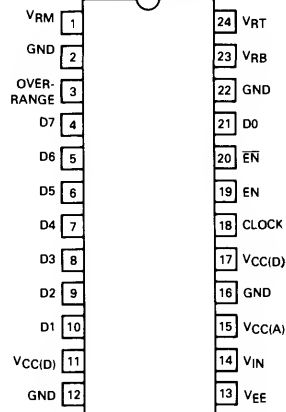 VRM 1
GND 2
OVER-
RANGE 3
D7 4
D6 5
D5 6
D4 7
D3 8
D2 9
D1 10
VCC(D) 11
GND 12
24 VRT
23 VRB
22 GND
21 D0
20 EN
19 EN
18 CLOCK
17 VCC(D)
16 GND
15 VCC(A)
14 VIN
13 VEE